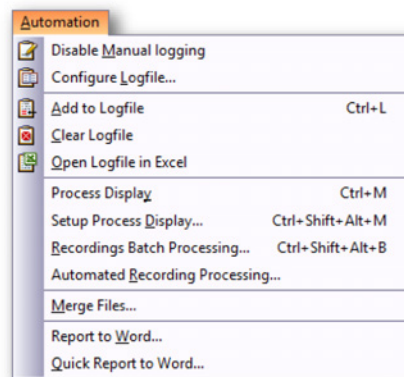 Automation
Disable Manual logging
Configure Logfile...
Add to Logfile Ctrl+L
Clear Logfile
Open Logfile in Excel
Process Display Ctrl+M
Setup Process Display... Ctrl+Shift+Alt+M
Recordings Batch Processing... Ctrl+Shift+Alt+B
Automated Recording Processing...
Merge Files...
Report to Word...
Quick Report to Word...